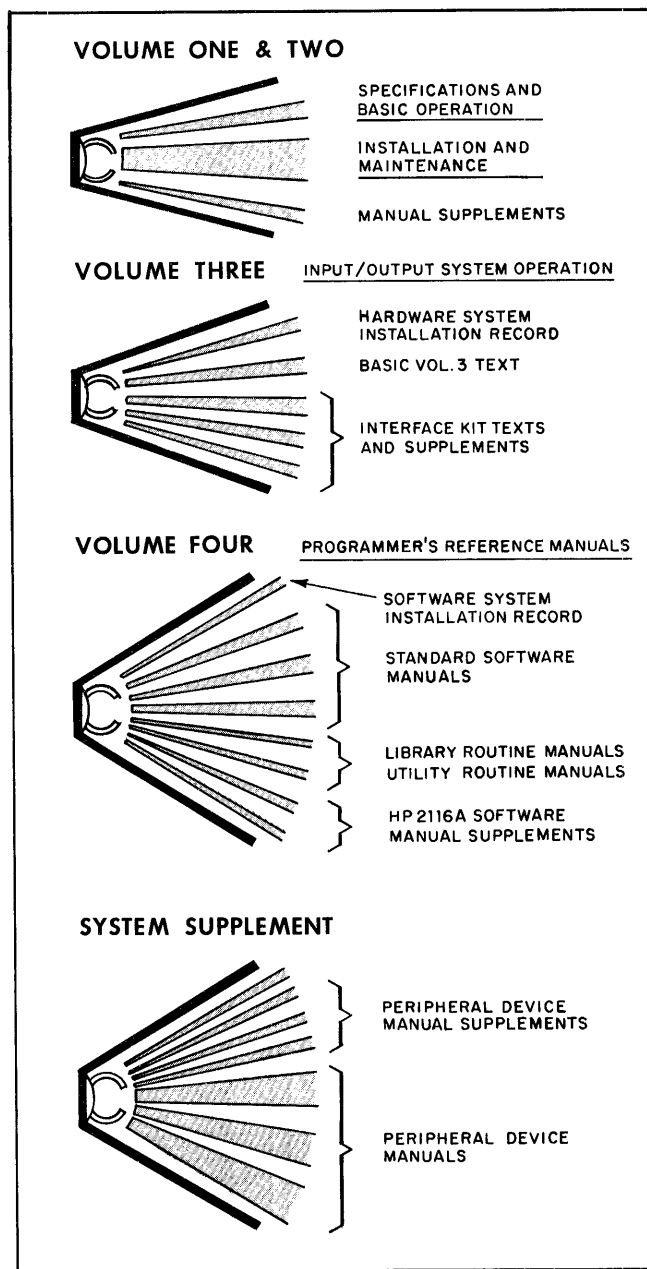 VOLUME ONE & TWO
SPECIFICATIONS AND
BASIC OPERATION
INSTALLATION AND
MAINTENANCE
MANUAL SUPPLEMENTS
VOLUME THREE INPUT/OUTPUT SYSTEM OPERATION
HARDWARE SYSTEM
INSTALLATION RECORD
BASIC VOL. 3 TEXT
INTERFACE KIT TEXTS
AND SUPPLEMENTS
VOLUME FOUR PROGRAMMER'S REFERENCE MANUALS
SOFTWARE SYSTEM
INSTALLATION RECORD
STANDARD SOFTWARE
MANUALS
LIBRARY ROUTINE MANUALS
UTILITY ROUTINE MANUALS
HP 2116A SOFTWARE
MANUAL SUPPLEMENTS
SYSTEM SUPPLEMENT
PERIPHERAL DEVICE
MANUAL SUPPLEMENTS
PERIPHERAL DEVICE
MANUALS